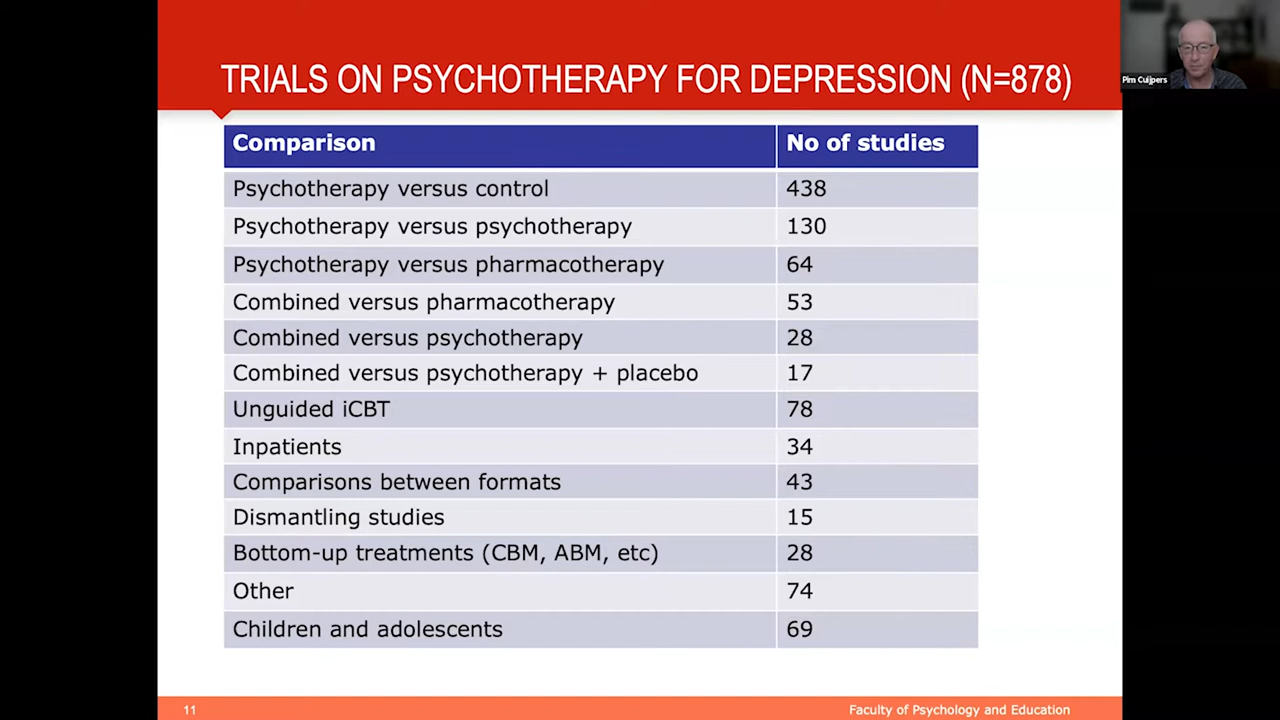 TRIALS ON PSYCHOTHERAPY FOR DEPRESSION (N=878)
Pim Cuijpers
Comparison No of studies
Psychotherapy versus control 438
Psychotherapy versus psychotherapy 130
Psychotherapy versus pharmacotherapy 64
Combined versus pharmacotherapy 53
Combined versus psychotherapy 28
Combined versus psychotherapy + placebo 17
Unguided iCBT 78
Inpatients 34
Comparisons between formats 43
Dismantling studies 15
Bottom-up treatments (CBM, ABM, etc) 28
Other 74
Children and adolescents 69
11 Faculty of Psychology and Education